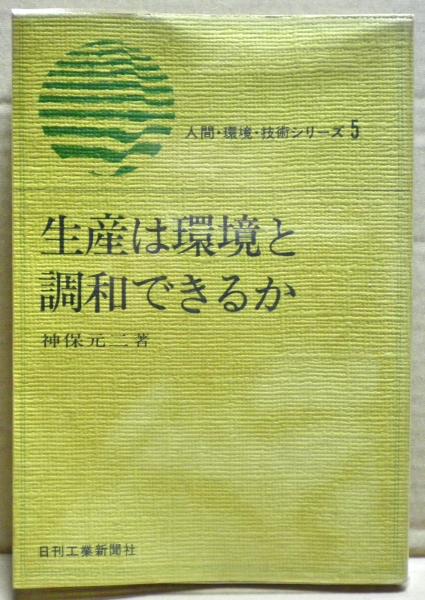 人間・環境・技術シリーズ5
生産は環境と
調和できるか
神保元二著
日刊工業新聞社